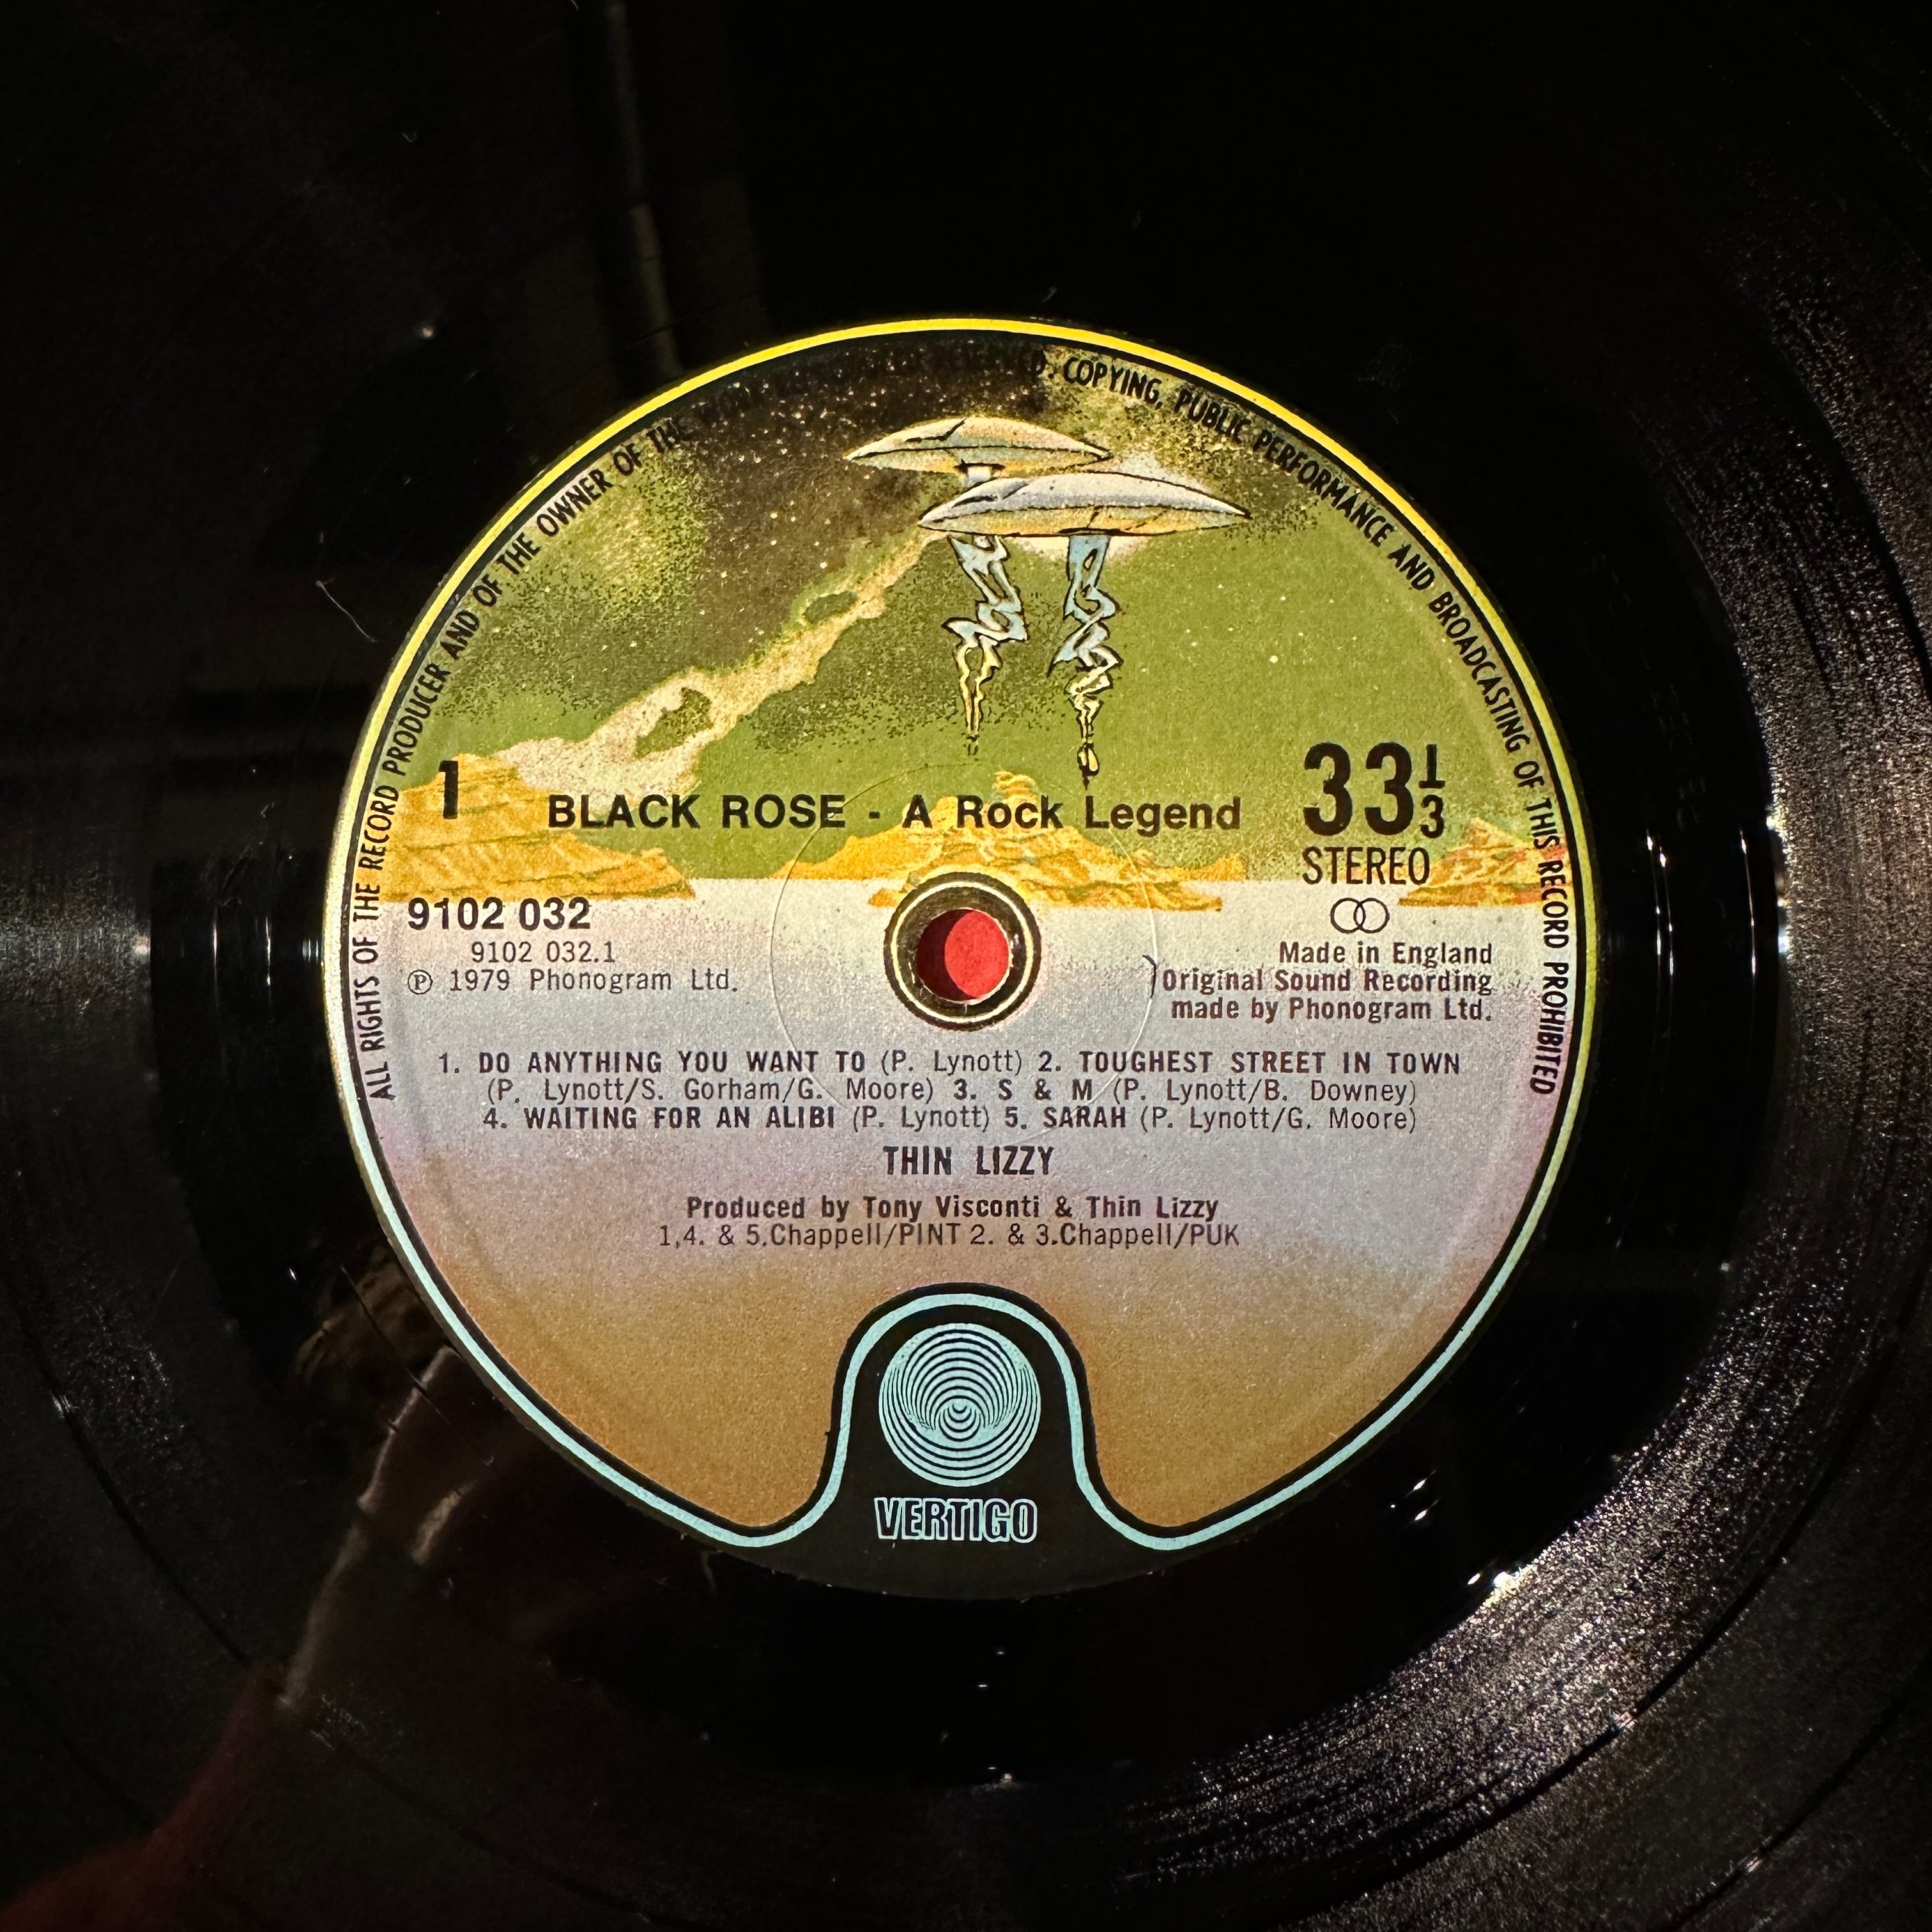 ALL RIGHTS OF THE RECORD PRODUCER AND OF THE OWNER OF THE
COPYING, PUBLIC PERFORMANCE AND BROADCASTING OF THIS RECORD PROHIBITED
1
BLACK ROSE - A Rock Legend
33 1/3
STEREO
9102 032
9102 032.1
℗ 1979 Phonogram Ltd.
Made in England
Original Sound Recording
made by Phonogram Ltd.
1. DO ANYTHING YOU WANT TO (P. Lynott) 2. TOUGHEST STREET IN TOWN
(P. Lynott/S. Gorham/G. Moore) 3. S & M (P. Lynott/B. Downey)
4. WAITING FOR AN ALIBI (P. Lynott) 5. SARAH (P. Lynott/G. Moore)
THIN LIZZY
Produced by Tony Visconti & Thin Lizzy
1,4. & 5.Chappell/PINT 2. & 3.Chappell/PUK
VERTIGO